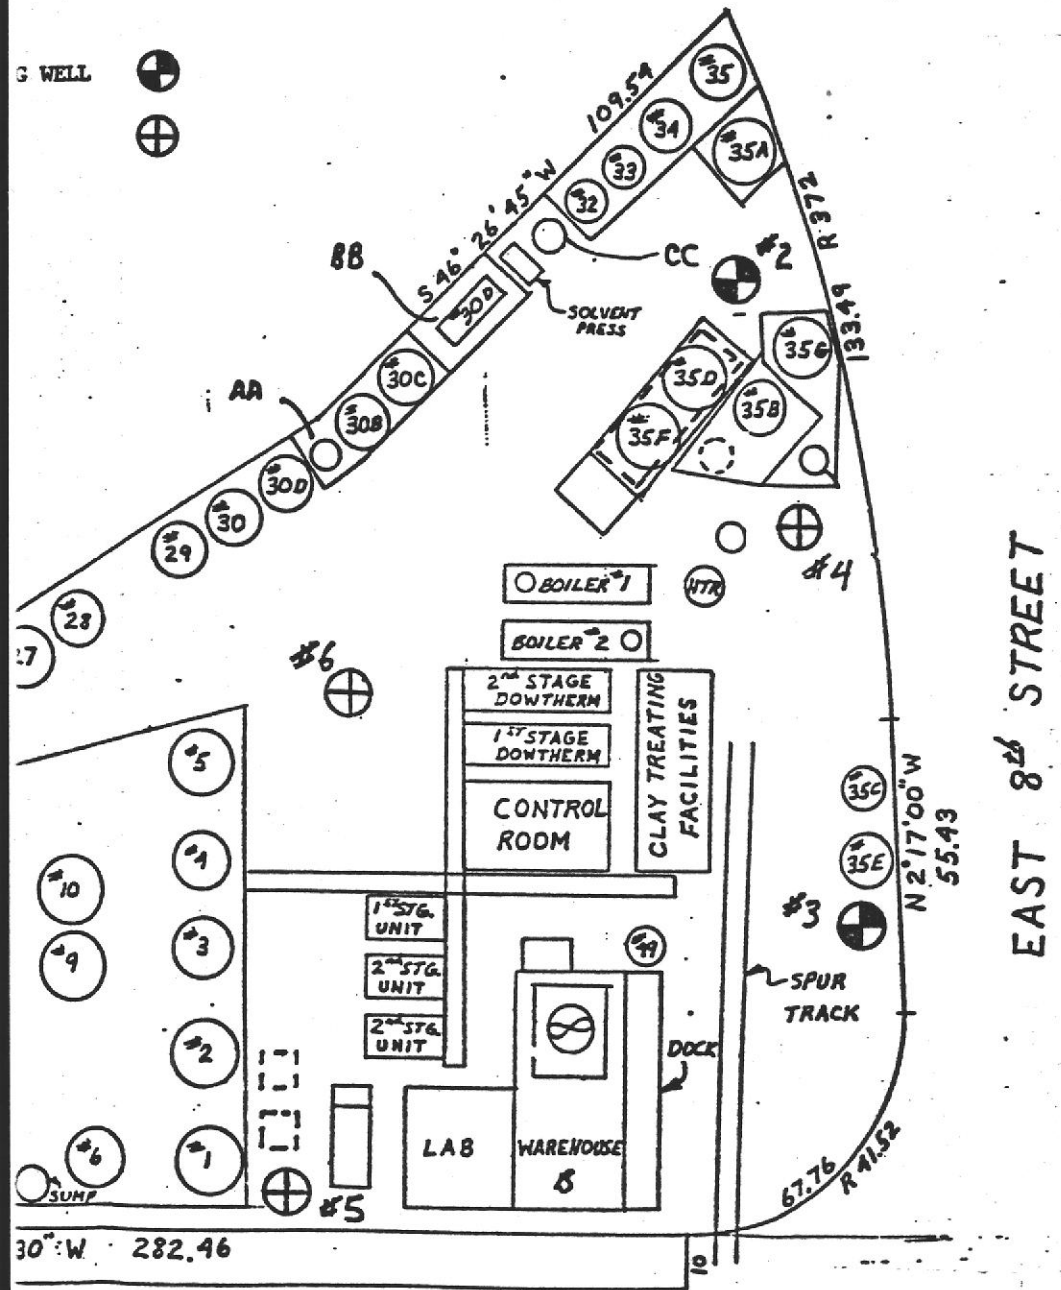 G WELL
109.54
#35
#34
#33
#32
#35A
S 46° 26' 45" W
R 372
133.49
BB
CC
#2
#30D
SOLVENT
PRESS
#30C
#30B
AA
#35G
#35D
#35B
#35F
#30D
#30
#29
#28
27
#4
BOILER #1
HTR
BOILER #2
#6
2nd STAGE
DOWTHERM
1ST STAGE
DOWTHERM
CONTROL
ROOM
CLAY TREATING
FACILITIES
#5
#4
#3
#2
#1
#10
#9
#6
SUMP
#35C
#35E
N 2° 17' 00" W
55.43
EAST 8th STREET
#3
1st STG.
UNIT
2nd STG.
UNIT
2nd STG.
UNIT
#49
SPUR
TRACK
DOCK
LAB
WAREHOUSE
B
#5
67.76
R 41.52
30" W 282.46
10